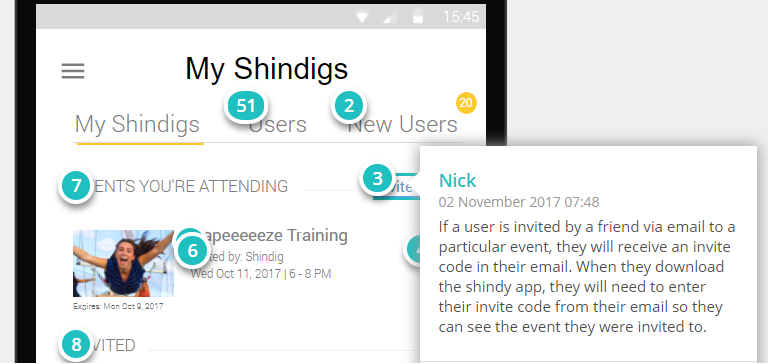 15:45
My Shindigs
51
2
20
My Shindigs
Users
New Users
7
ENTS YOU'RE ATTENDING
3
vite
6
apeeeeeze Training
ted by: Shindig
Wed Oct 11, 2017 | 6 - 8 PM
Expires: Mon Oct 9, 2017
8
VITED
Nick
02 November 2017 07:48
If a user is invited by a friend via email to a
particular event, they will receive an invite
code in their email. When they download
the shindy app, they will need to enter
their invite code from their email so they
can see the event they were invited to.